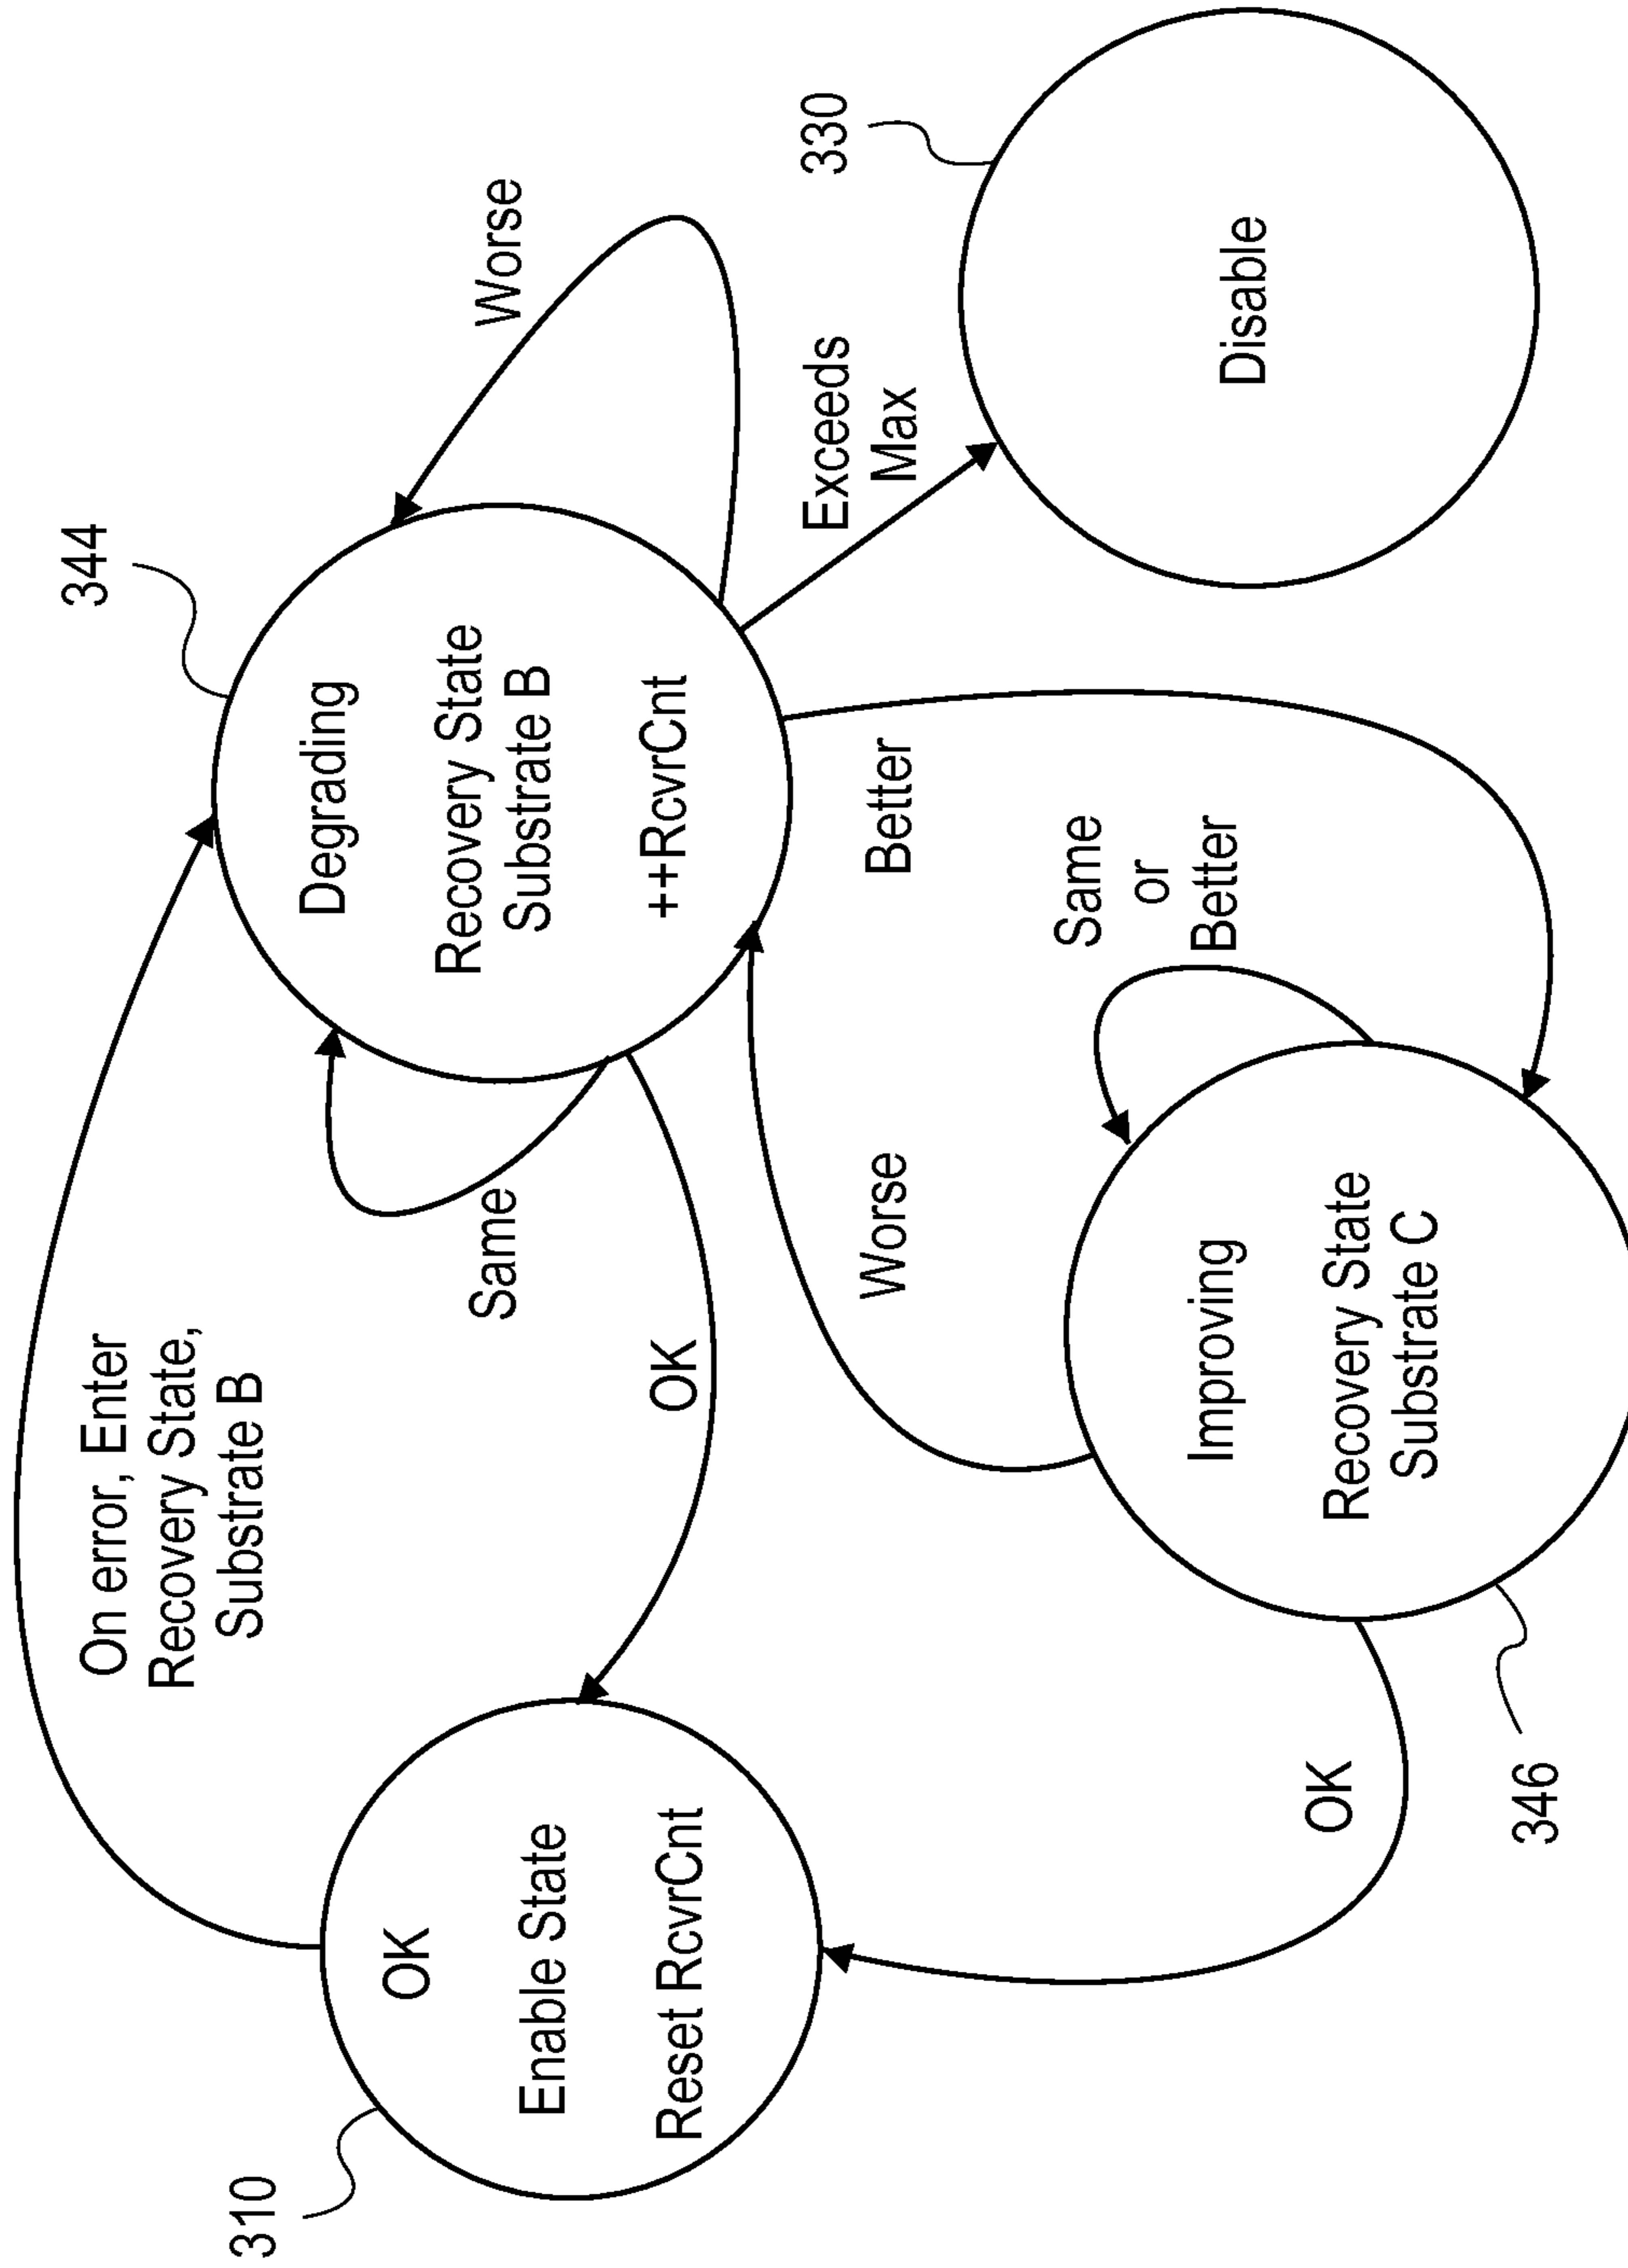 On error, Enter
Recovery State,
Substrate B
344
Degrading
Recovery State
Substrate B
++RcvrCnt
Worse
Same
OK
310
OK
Enable State
Reset RcvrCnt
Exceeds
Max
330
Disable
Better
Worse
Same
or
Better
Improving
Recovery State
Substrate C
OK
346